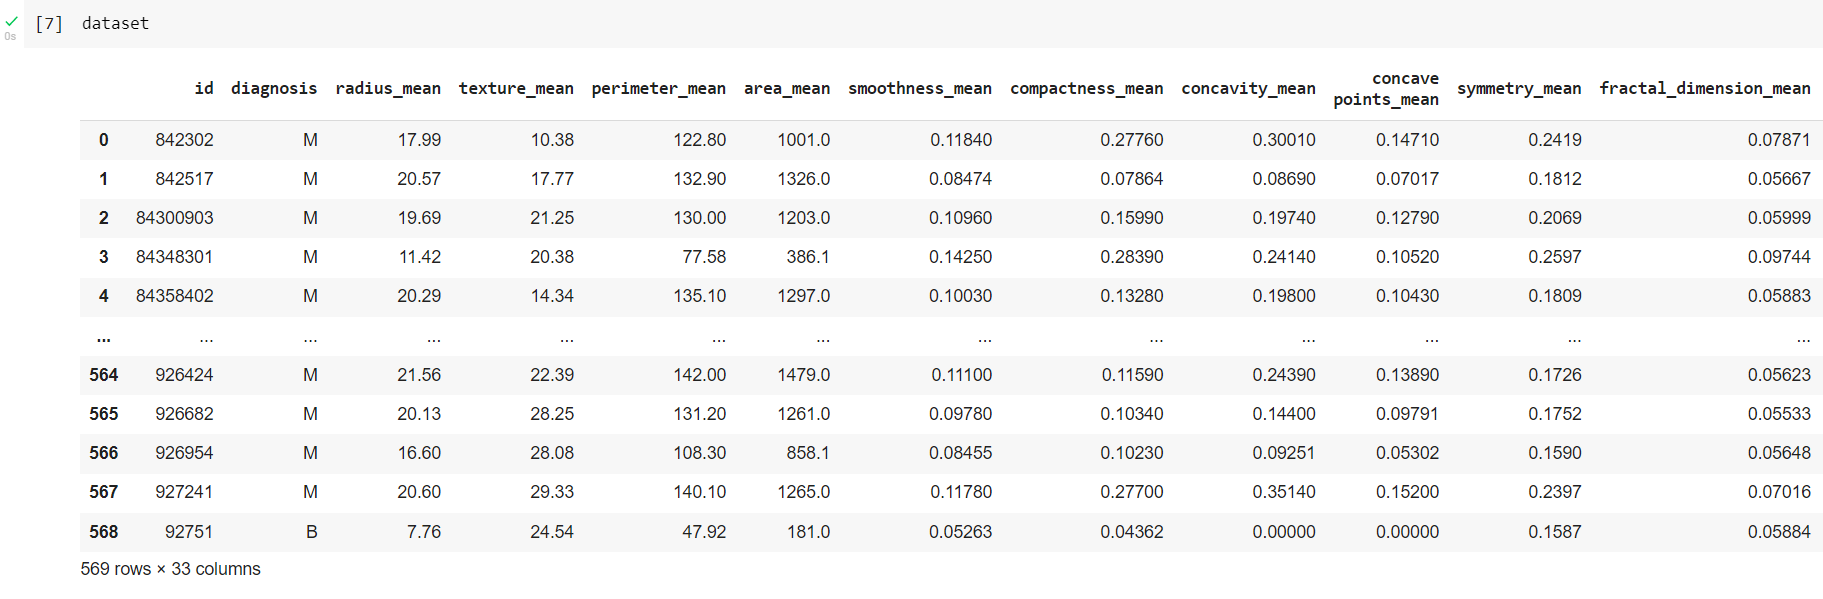 [7] dataset
0s
id diagnosis radius_mean texture_mean perimeter_mean area_mean smoothness_mean compactness_mean concavity_mean concave points_mean symmetry_mean fractal_dimension_mean
0 842302 M 17.99 10.38 122.80 1001.0 0.11840 0.27760 0.30010 0.14710 0.2419 0.07871
1 842517 M 20.57 17.77 132.90 1326.0 0.08474 0.07864 0.08690 0.07017 0.1812 0.05667
2 84300903 M 19.69 21.25 130.00 1203.0 0.10960 0.15990 0.19740 0.12790 0.2069 0.05999
3 84348301 M 11.42 20.38 77.58 386.1 0.14250 0.28390 0.24140 0.10520 0.2597 0.09744
4 84358402 M 20.29 14.34 135.10 1297.0 0.10030 0.13280 0.19800 0.10430 0.1809 0.05883
... ... ... ... ... ... ... ... ... ... ... ... ...
564 926424 M 21.56 22.39 142.00 1479.0 0.11100 0.11590 0.24390 0.13890 0.1726 0.05623
565 926682 M 20.13 28.25 131.20 1261.0 0.09780 0.10340 0.14400 0.09791 0.1752 0.05533
566 926954 M 16.60 28.08 108.30 858.1 0.08455 0.10230 0.09251 0.05302 0.1590 0.05648
567 927241 M 20.60 29.33 140.10 1265.0 0.11780 0.27700 0.35140 0.15200 0.2397 0.07016
568 92751 B 7.76 24.54 47.92 181.0 0.05263 0.04362 0.00000 0.00000 0.1587 0.05884
569 rows × 33 columns